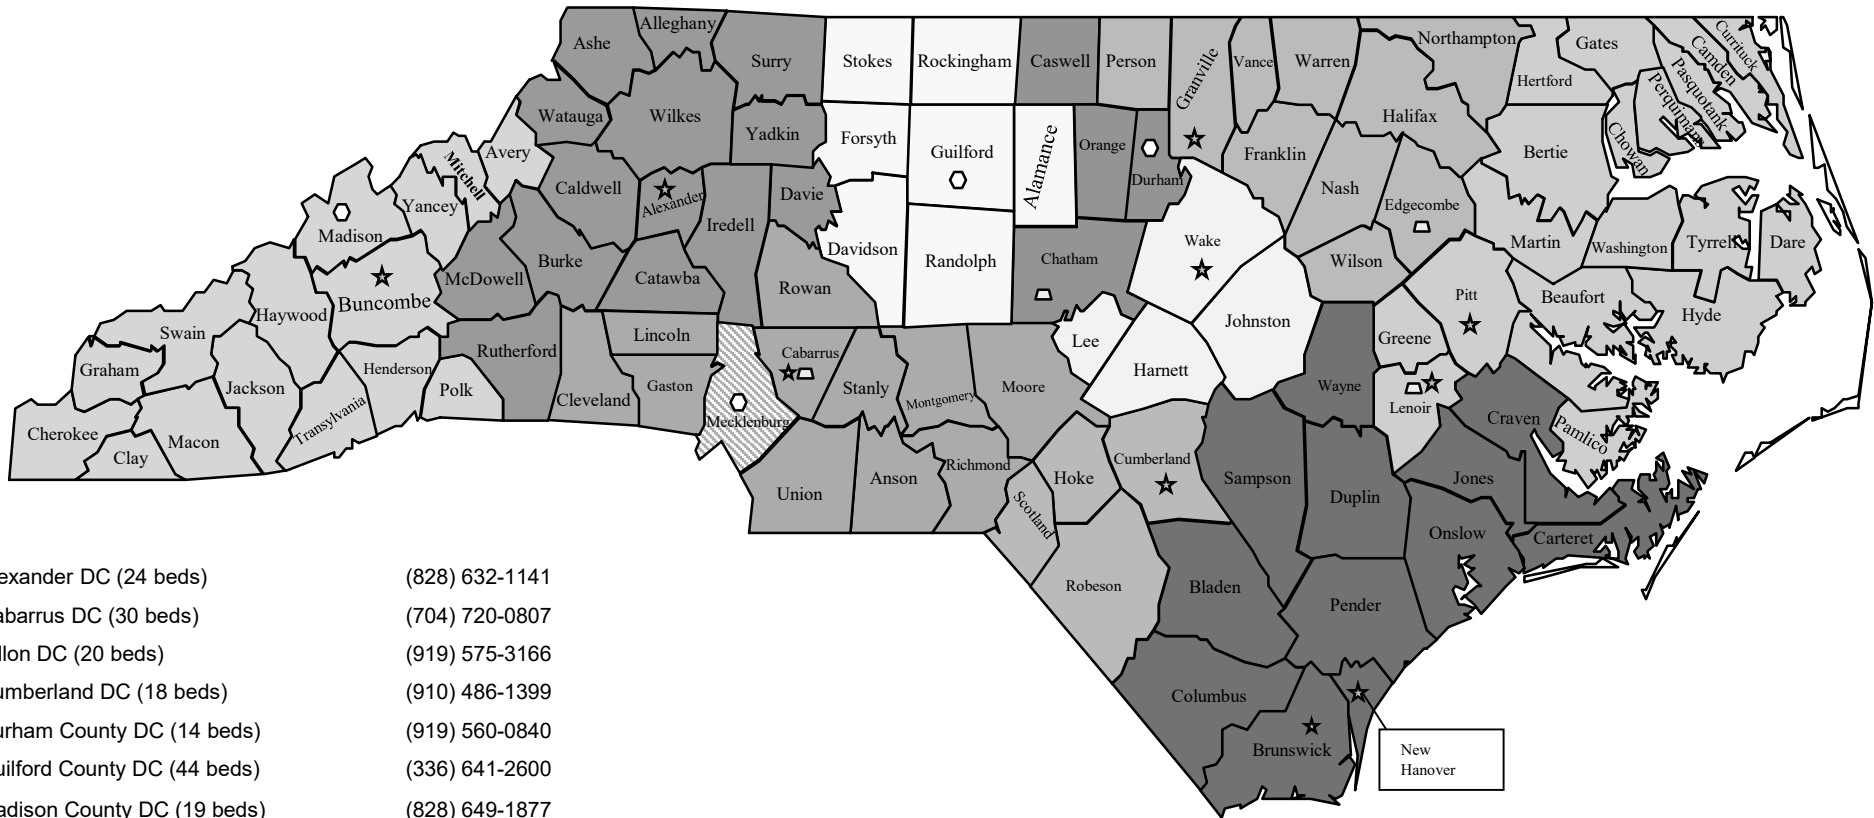 Ashe
Alleghany
Surry
Stokes
Rockingham
Caswell
Person
Granville
Vance
Warren
Northampton
Gates
Hertford
Currituck
Camden
Pasquotank
Perquimans
Chowan
Watauga
Wilkes
Yadkin
Forsyth
Guilford
Alamance
Orange
Durham
Franklin
Halifax
Bertie
Avery
Mitchell
Yancey
Madison
Caldwell
Alexander
Iredell
Davie
Davidson
Randolph
Chatham
Wake
Nash
Edgecombe
Martin
Washington
Tyrrell
Dare
Buncombe
McDowell
Burke
Catawba
Rowan
Wilson
Johnston
Pitt
Beaufort
Hyde
Haywood
Swain
Graham
Jackson
Henderson
Polk
Rutherford
Cleveland
Lincoln
Gaston
Mecklenburg
Cabarrus
Stanly
Montgomery
Moore
Lee
Harnett
Wayne
Greene
Lenoir
Craven
Pamlico
Cherokee
Clay
Macon
Transylvania
Union
Anson
Richmond
Scotland
Hoke
Cumberland
Sampson
Duplin
Jones
Onslow
Carteret
Robeson
Bladen
Pender
Columbus
Brunswick
New
Hanover
exander DC (24 beds) (828) 632-1141
abarrus DC (30 beds) (704) 720-0807
llon DC (20 beds) (919) 575-3166
umberland DC (18 beds) (910) 486-1399
urham County DC (14 beds) (919) 560-0840
uilford County DC (44 beds) (336) 641-2600
adison County DC (19 beds) (828) 649-1877